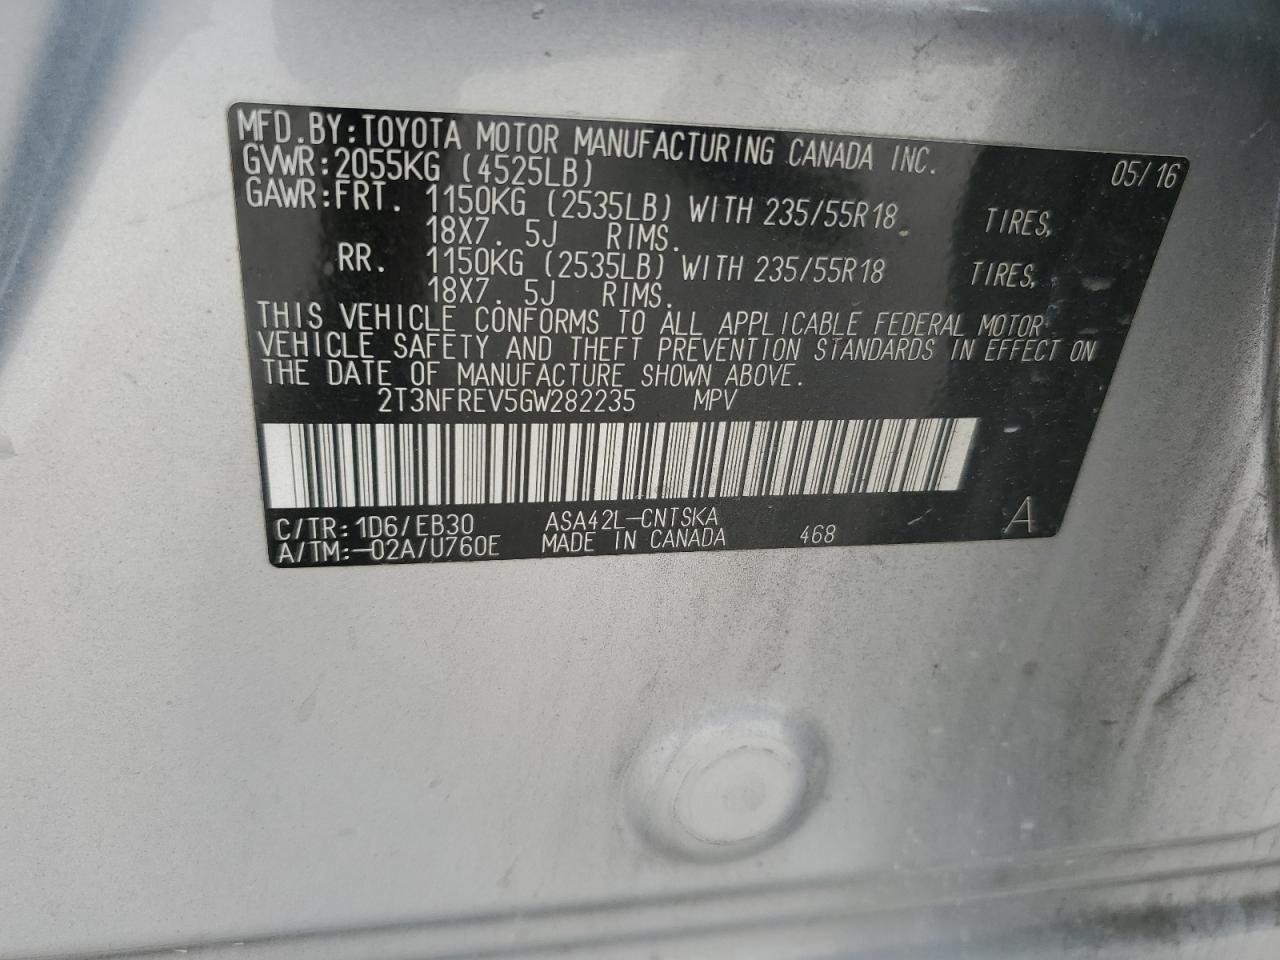 MFD.BY:TOYOTA MOTOR MANUFACTURING CANADA INC. 05/16
GVWR:2055KG (4525LB)
GAWR:FRT. 1150KG (2535LB) WITH 235/55R18 TIRES,
18X7. 5J RIMS.
RR. 1150KG (2535LB) WITH 235/55R18 TIRES,
18X7. 5J RIMS.
THIS VEHICLE CONFORMS TO ALL APPLICABLE FEDERAL MOTOR
VEHICLE SAFETY AND THEFT PREVENTION STANDARDS IN EFFECT ON
THE DATE OF MANUFACTURE SHOWN ABOVE.
2T3NFREV5GW282235 MPV
C/TR:1D6/EB30 ASA42L-CNTSKA
A/TM:-02A/U760E MADE IN CANADA 468 A